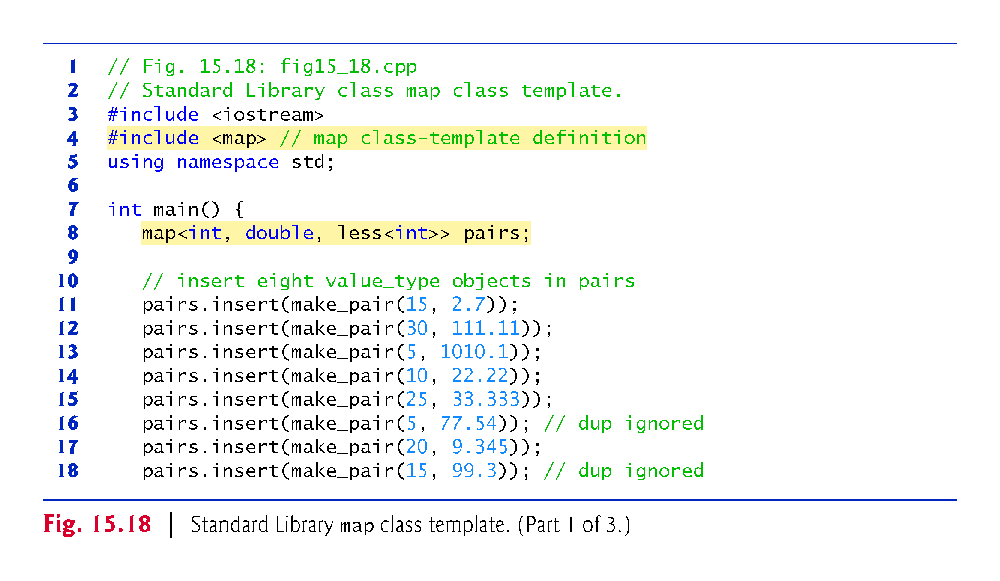 1 // Fig. 15.18: fig15_18.cpp
2 // Standard Library class map class template.
3 #include <iostream>
4 #include <map> // map class-template definition
5 using namespace std;
6
7 int main() {
8 map<int, double, less<int>> pairs;
9
10 // insert eight value_type objects in pairs
11 pairs.insert(make_pair(15, 2.7));
12 pairs.insert(make_pair(30, 111.11));
13 pairs.insert(make_pair(5, 1010.1));
14 pairs.insert(make_pair(10, 22.22));
15 pairs.insert(make_pair(25, 33.333));
16 pairs.insert(make_pair(5, 77.54)); // dup ignored
17 pairs.insert(make_pair(20, 9.345));
18 pairs.insert(make_pair(15, 99.3)); // dup ignored
Fig. 15.18 | Standard Library map class template. (Part 1 of 3.)